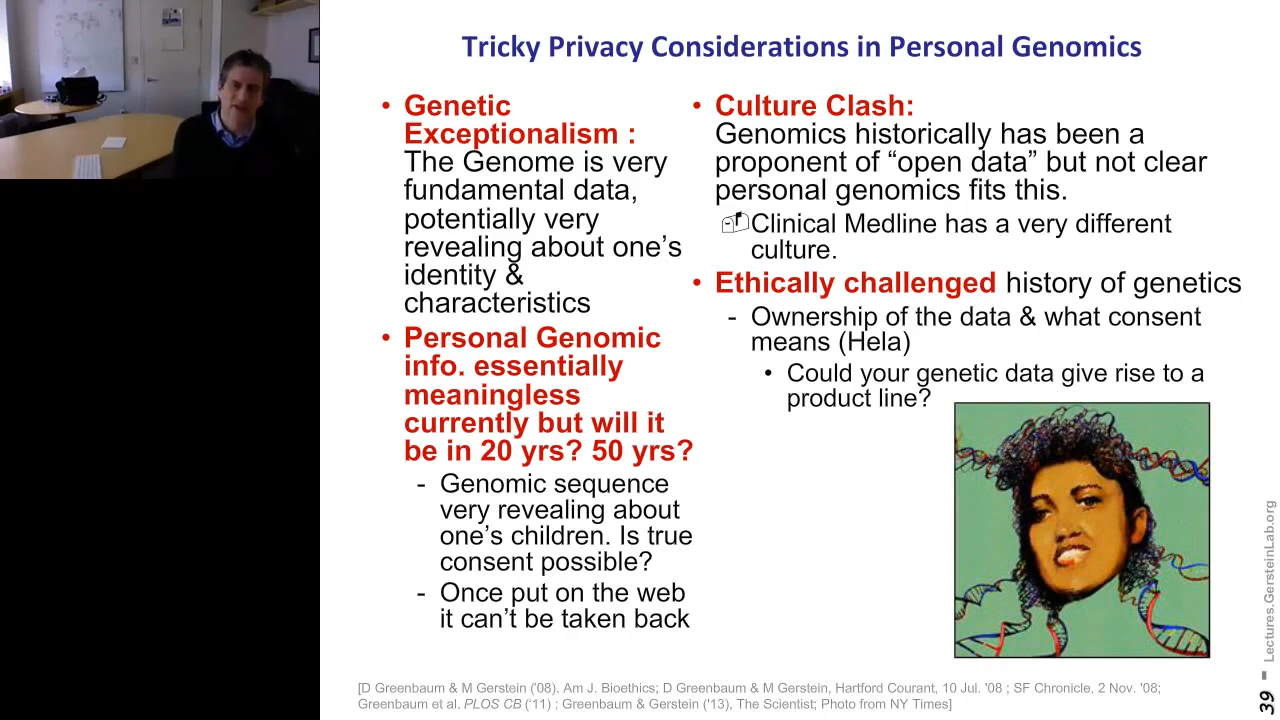 Tricky Privacy Considerations in Personal Genomics
• Genetic
Exceptionalism :
The Genome is very
fundamental data,
potentially very
revealing about one’s
identity &
characteristics
• Personal Genomic
info. essentially
meaningless
currently but will it
be in 20 yrs? 50 yrs?
- Genomic sequence
very revealing about
one’s children. Is true
consent possible?
- Once put on the web
it can’t be taken back
• Culture Clash:
Genomics historically has been a
proponent of “open data” but not clear
personal genomics fits this.
Clinical Medline has a very different
culture.
• Ethically challenged history of genetics
- Ownership of the data & what consent
means (Hela)
• Could your genetic data give rise to a
product line?
[D Greenbaum & M Gerstein ('08), Am J. Bioethics; D Greenbaum & M Gerstein, Hartford Courant, 10 Jul. '08 ; SF Chronicle, 2 Nov. '08;
Greenbaum et al. PLOS CB (‘11) ; Greenbaum & Gerstein ('13), The Scientist; Photo from NY Times]
39 - Lectures.GersteinLab.org